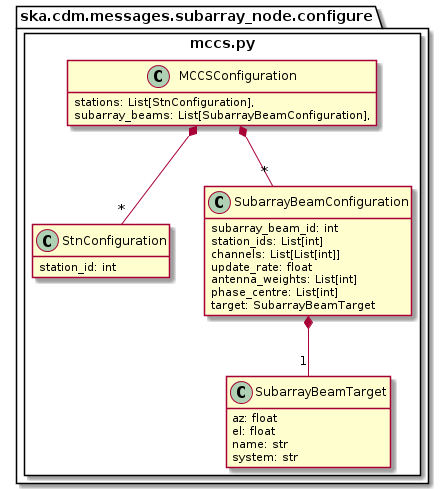 ska.cdm.messages.subarray_node.configure
mccs.py
C MCCSConfiguration
stations: List[StnConfiguration],
subarray_beams: List[SubarrayBeamConfiguration],
*
*
C StnConfiguration
station_id: int
C SubarrayBeamConfiguration
subarray_beam_id: int
station_ids: List[int]
channels: List[List[int]]
update_rate: float
antenna_weights: List[int]
phase_centre: List[int]
target: SubarrayBeamTarget
1
C SubarrayBeamTarget
az: float
el: float
name: str
system: str